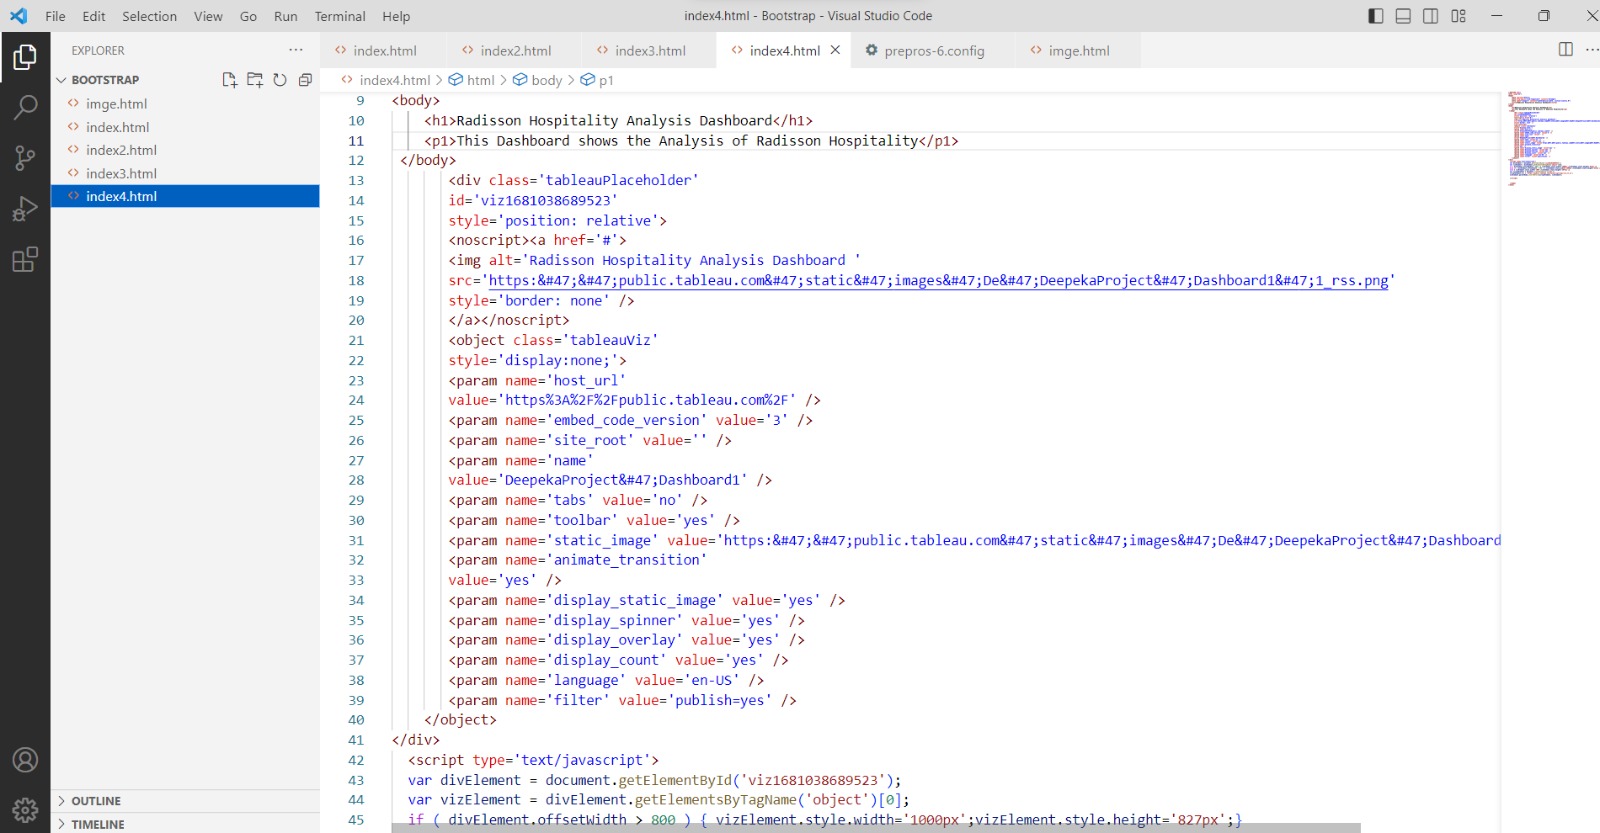 File Edit Selection View Go Run Terminal Help
index4.html - Bootstrap - Visual Studio Code
EXPLORER
index.html index2.html index3.html index4.html prepros-6.config imge.html
BOOTSTRAP
index4.html > html > body > p1
imge.html
index.html
index2.html
index3.html
index4.html
9 <body>
10 <h1>Radisson Hospitality Analysis Dashboard</h1>
11 <p1>This Dashboard shows the Analysis of Radisson Hospitality</p1>
12 </body>
13 <div class='tableauPlaceholder'
14 id='viz1681038689523'
15 style='position: relative'>
16 <noscript><a href='#'>
17 <img alt='Radisson Hospitality Analysis Dashboard '
18 src='https:&#47;&#47;public.tableau.com&#47;static&#47;images&#47;De&#47;DeepekaProject&#47;Dashboard1&#47;1_rss.png'
19 style='border: none' />
20 </a></noscript>
21 <object class='tableauViz'
22 style='display:none;'>
23 <param name='host_url'
24 value='https%3A%2F%2Fpublic.tableau.com%2F' />
25 <param name='embed_code_version' value='3' />
26 <param name='site_root' value='' />
27 <param name='name'
28 value='DeepekaProject&#47;Dashboard1' />
29 <param name='tabs' value='no' />
30 <param name='toolbar' value='yes' />
31 <param name='static_image' value='https:&#47;&#47;public.tableau.com&#47;static&#47;images&#47;De&#47;DeepekaProject&#47;Dashboard
32 <param name='animate_transition'
33 value='yes' />
34 <param name='display_static_image' value='yes' />
35 <param name='display_spinner' value='yes' />
36 <param name='display_overlay' value='yes' />
37 <param name='display_count' value='yes' />
38 <param name='language' value='en-US' />
39 <param name='filter' value='publish=yes' />
40 </object>
41 </div>
42 <script type='text/javascript'>
43 var divElement = document.getElementById('viz1681038689523');
44 var vizElement = divElement.getElementsByTagName('object')[0];
45 if ( divElement.offsetWidth > 800 ) { vizElement.style.width='1000px';vizElement.style.height='827px';}
OUTLINE
TIMELINE